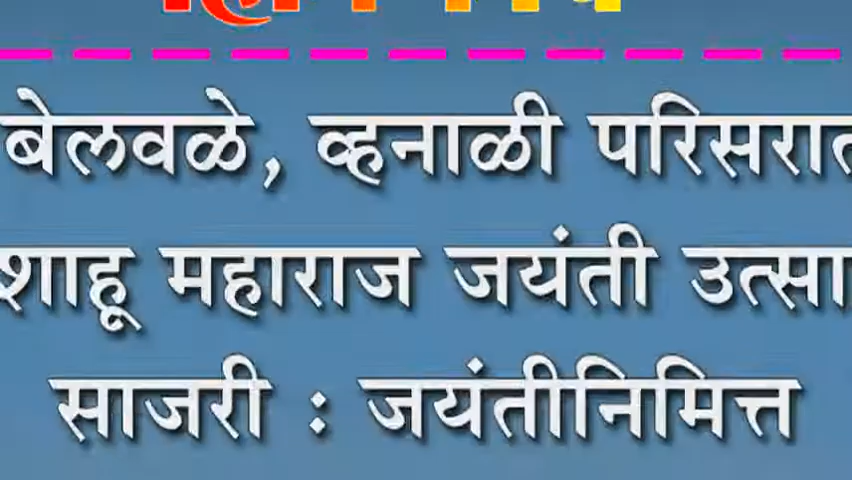 बेलवळे, व्हनाळी परिसरात
शाहू महाराज जयंती उत्सा
साजरी : जयंतीनिमित्त